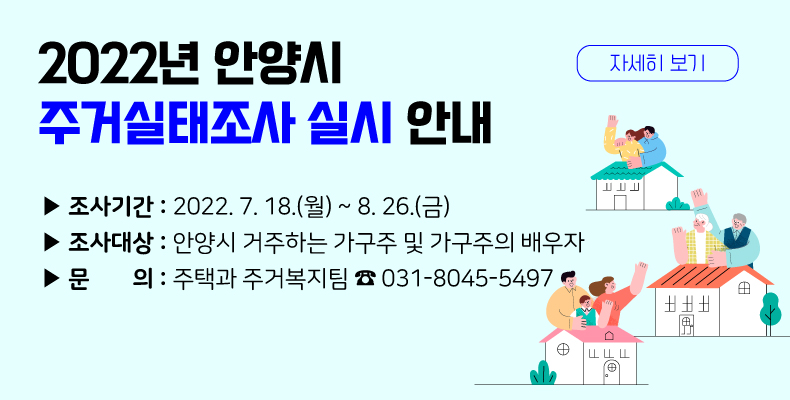 2022년 안양시
주거실태조사 실시 안내
자세히 보기
▶ 조사기간 : 2022. 7. 18.(월) ~ 8. 26.(금)
▶ 조사대상 : 안양시 거주하는 가구주 및 가구주의 배우자
▶ 문 의 : 주택과 주거복지팀 ☎ 031-8045-5497